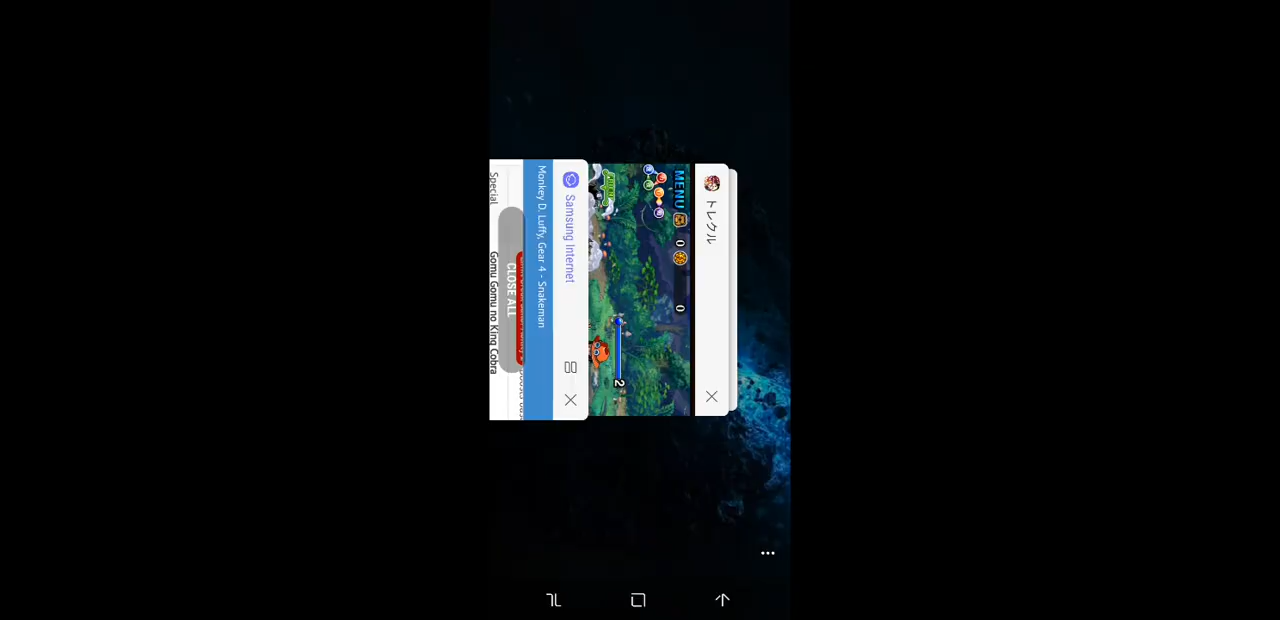 トレクル
MENU
0
0
2
Samsung Internet
Monkey D. Luffy, Gear 4 - Snakeman
CLOSE ALL
Special
Gomu Gomu no King Cobra